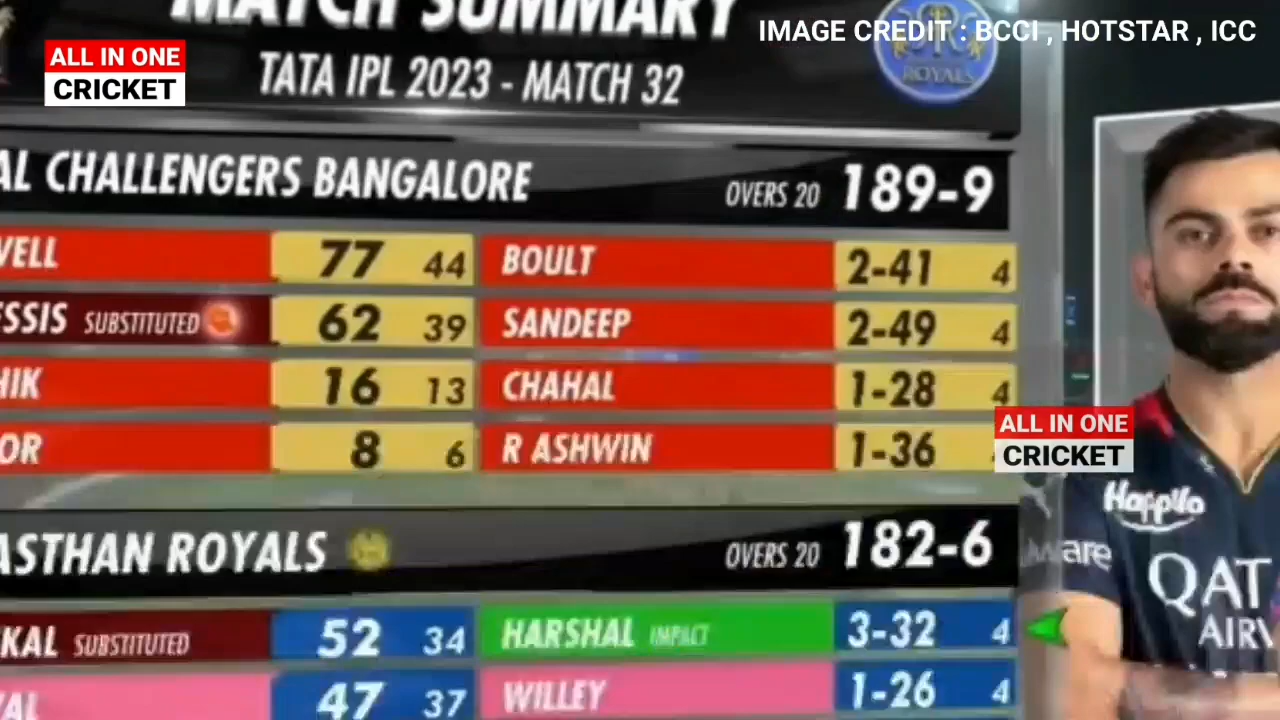 MATCH SUMMARY
IMAGE CREDIT : BCCI , HOTSTAR , ICC
ALL IN ONE
CRICKET
TATA IPL 2023 - MATCH 32
ROYALS
AL CHALLENGERS BANGALORE OVERS 20 189-9
WELL 77 44 BOULT 2-41 4
ESSIS SUBSTITUTED 62 39 SANDEEP 2-49 4
HIK 16 13 CHAHAL 1-28 4
OR 8 6 R ASHWIN 1-36
ALL IN ONE
CRICKET
Happilo
ASTHAN ROYALS OVERS 20 182-6
ware
QAT
AIRW
KAL SUBSTITUTED 52 34 HARSHAL IMPACT 3-32 4
AL 47 37 WILLEY 1-26 4